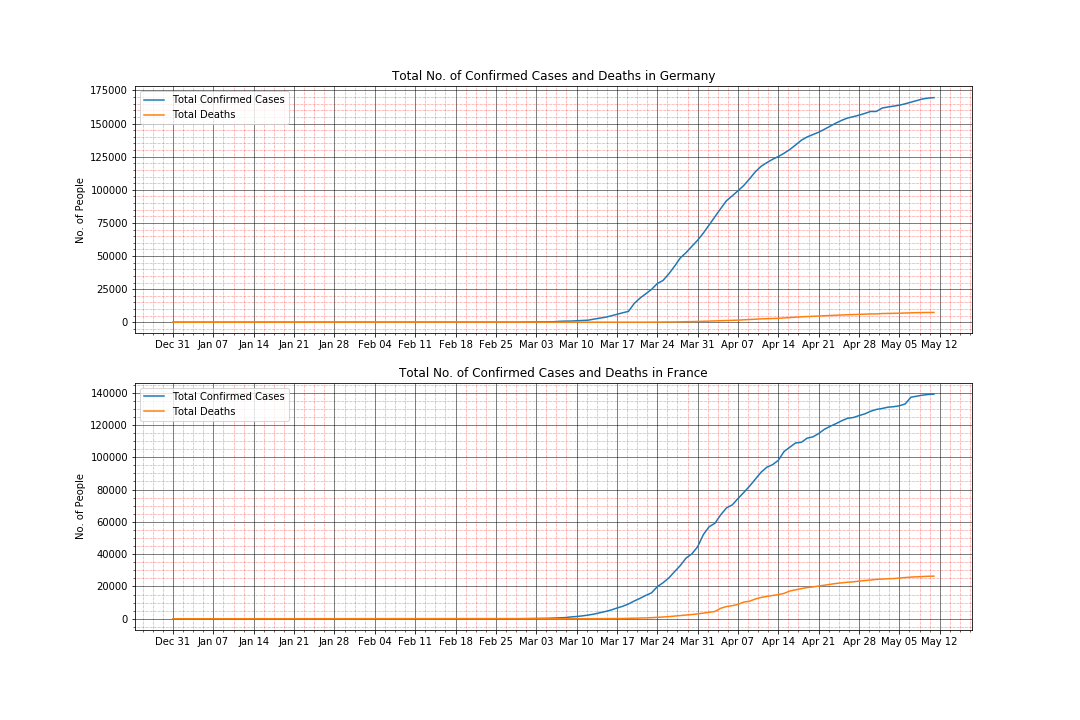 Total No. of Confirmed Cases and Deaths in Germany
175000
150000
125000
100000
75000
50000
25000
0
No. of People
Total Confirmed Cases
Total Deaths
Dec 31 Jan 07 Jan 14 Jan 21 Jan 28 Feb 04 Feb 11 Feb 18 Feb 25 Mar 03 Mar 10 Mar 17 Mar 24 Mar 31 Apr 07 Apr 14 Apr 21 Apr 28 May 05 May 12
Total No. of Confirmed Cases and Deaths in France
140000
120000
100000
80000
60000
40000
20000
0
No. of People
Total Confirmed Cases
Total Deaths
Dec 31 Jan 07 Jan 14 Jan 21 Jan 28 Feb 04 Feb 11 Feb 18 Feb 25 Mar 03 Mar 10 Mar 17 Mar 24 Mar 31 Apr 07 Apr 14 Apr 21 Apr 28 May 05 May 12